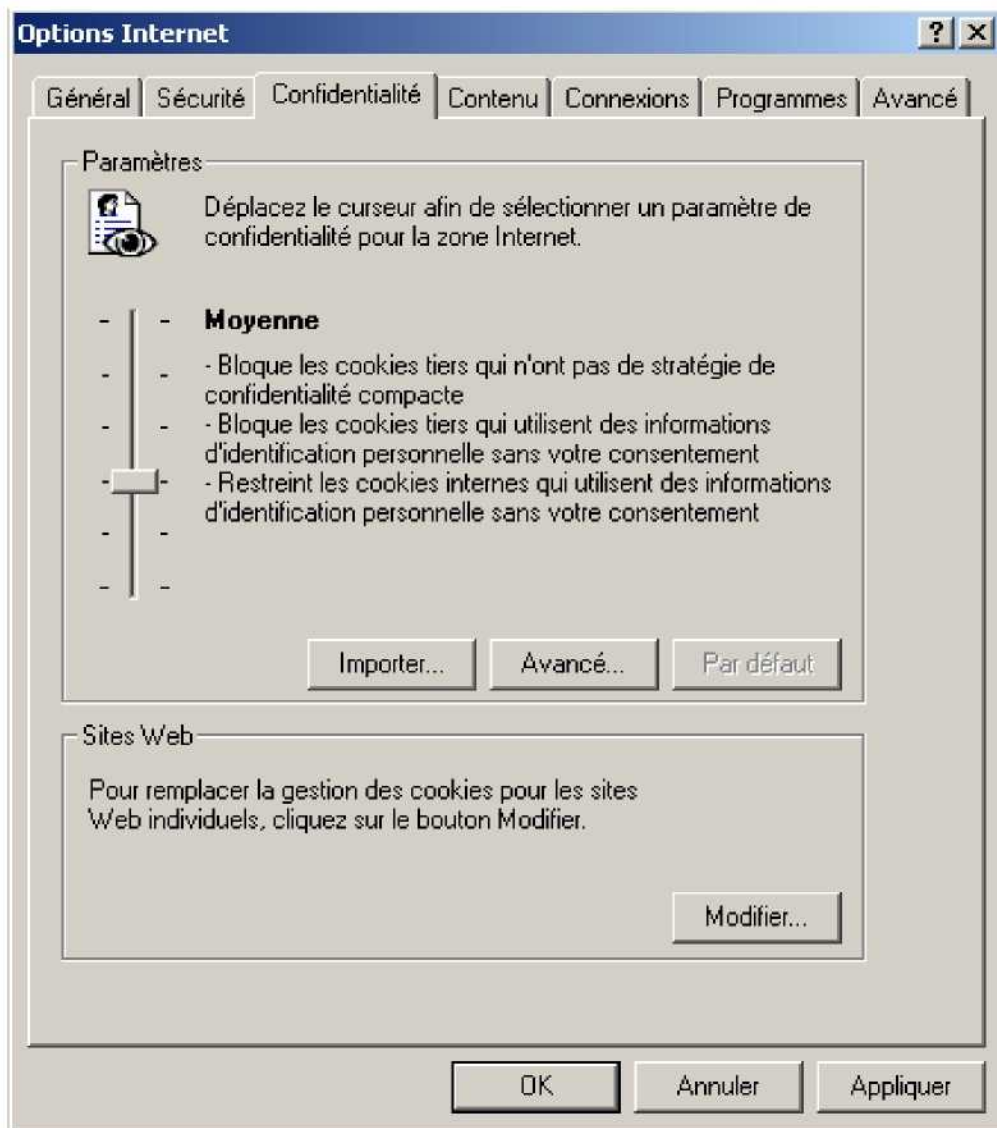 Options Internet
Général Sécurité Confidentialité Contenu Connexions Programmes Avancé
Paramètres
Déplacez le curseur afin de sélectionner un paramètre de
confidentialité pour la zone Internet.
Moyenne
- Bloque les cookies tiers qui n'ont pas de stratégie de
confidentialité compacte
- Bloque les cookies tiers qui utilisent des informations
d'identification personnelle sans votre consentement
- Restreint les cookies internes qui utilisent des informations
d'identification personnelle sans votre consentement
Importer... Avancé... Par défaut
Sites Web
Pour remplacer la gestion des cookies pour les sites
Web individuels, cliquez sur le bouton Modifier.
Modifier...
OK Annuler Appliquer